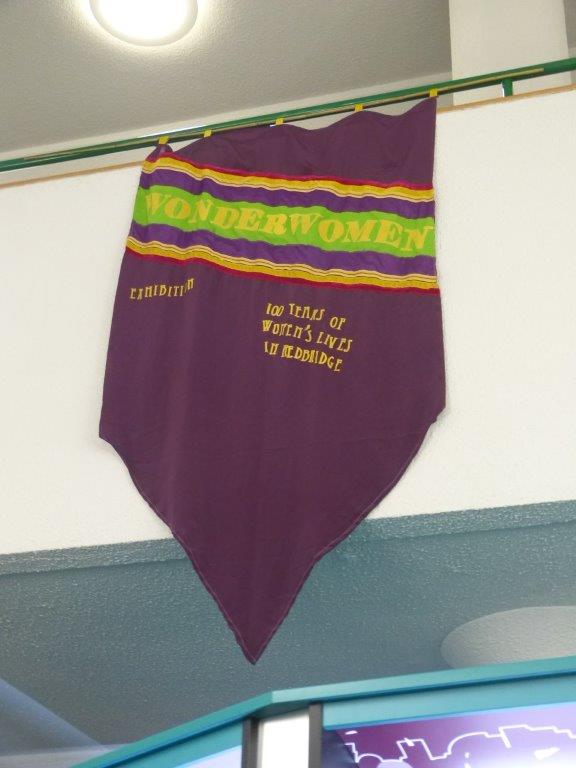 WONDERWOMEN
EXHIBITION
100 YEARS OF
WOMEN'S LIVES
IN REDBRIDGE